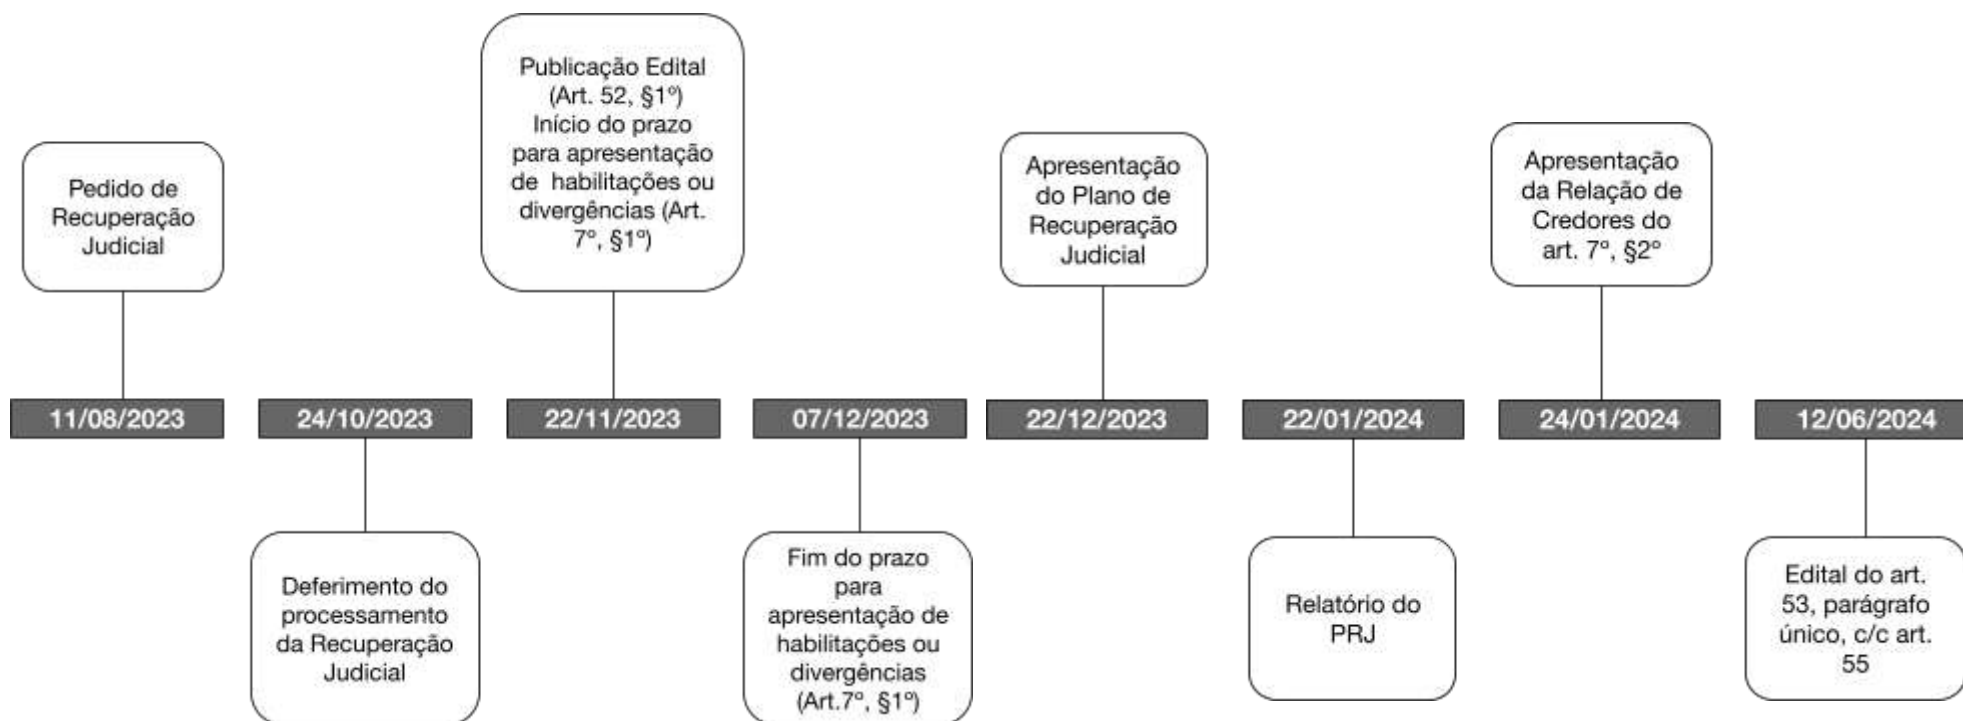 Pedido de
Recuperação
Judicial
11/08/2023
24/10/2023
Deferimento do
processamento
da Recuperação
Judicial
Publicação Edital
(Art. 52, §1º)
Início do prazo
para apresentação
de habilitações ou
divergências (Art.
7º, §1º)
22/11/2023
07/12/2023
Fim do prazo
para
apresentação de
habilitações ou
divergências
(Art.7º, §1º)
Apresentação
do Plano de
Recuperação
Judicial
22/12/2023
22/01/2024
Relatório do
PRJ
Apresentação
da Relação de
Credores do
art. 7º, §2º
24/01/2024
12/06/2024
Edital do art.
53, parágrafo
único, c/c art.
55